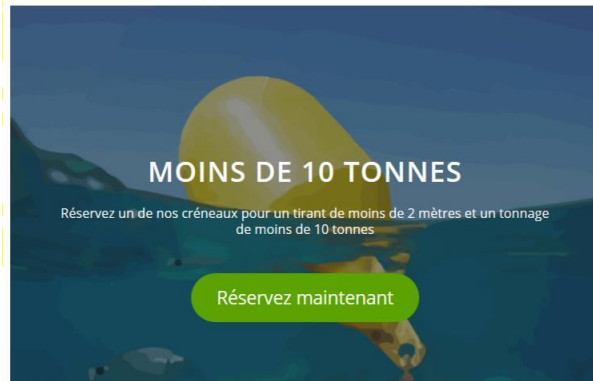 MOINS DE 10 TONNES
Réservez un de nos créneaux pour un tirant de moins de 2 mètres et un tonnage
de moins de 10 tonnes
Réservez maintenant